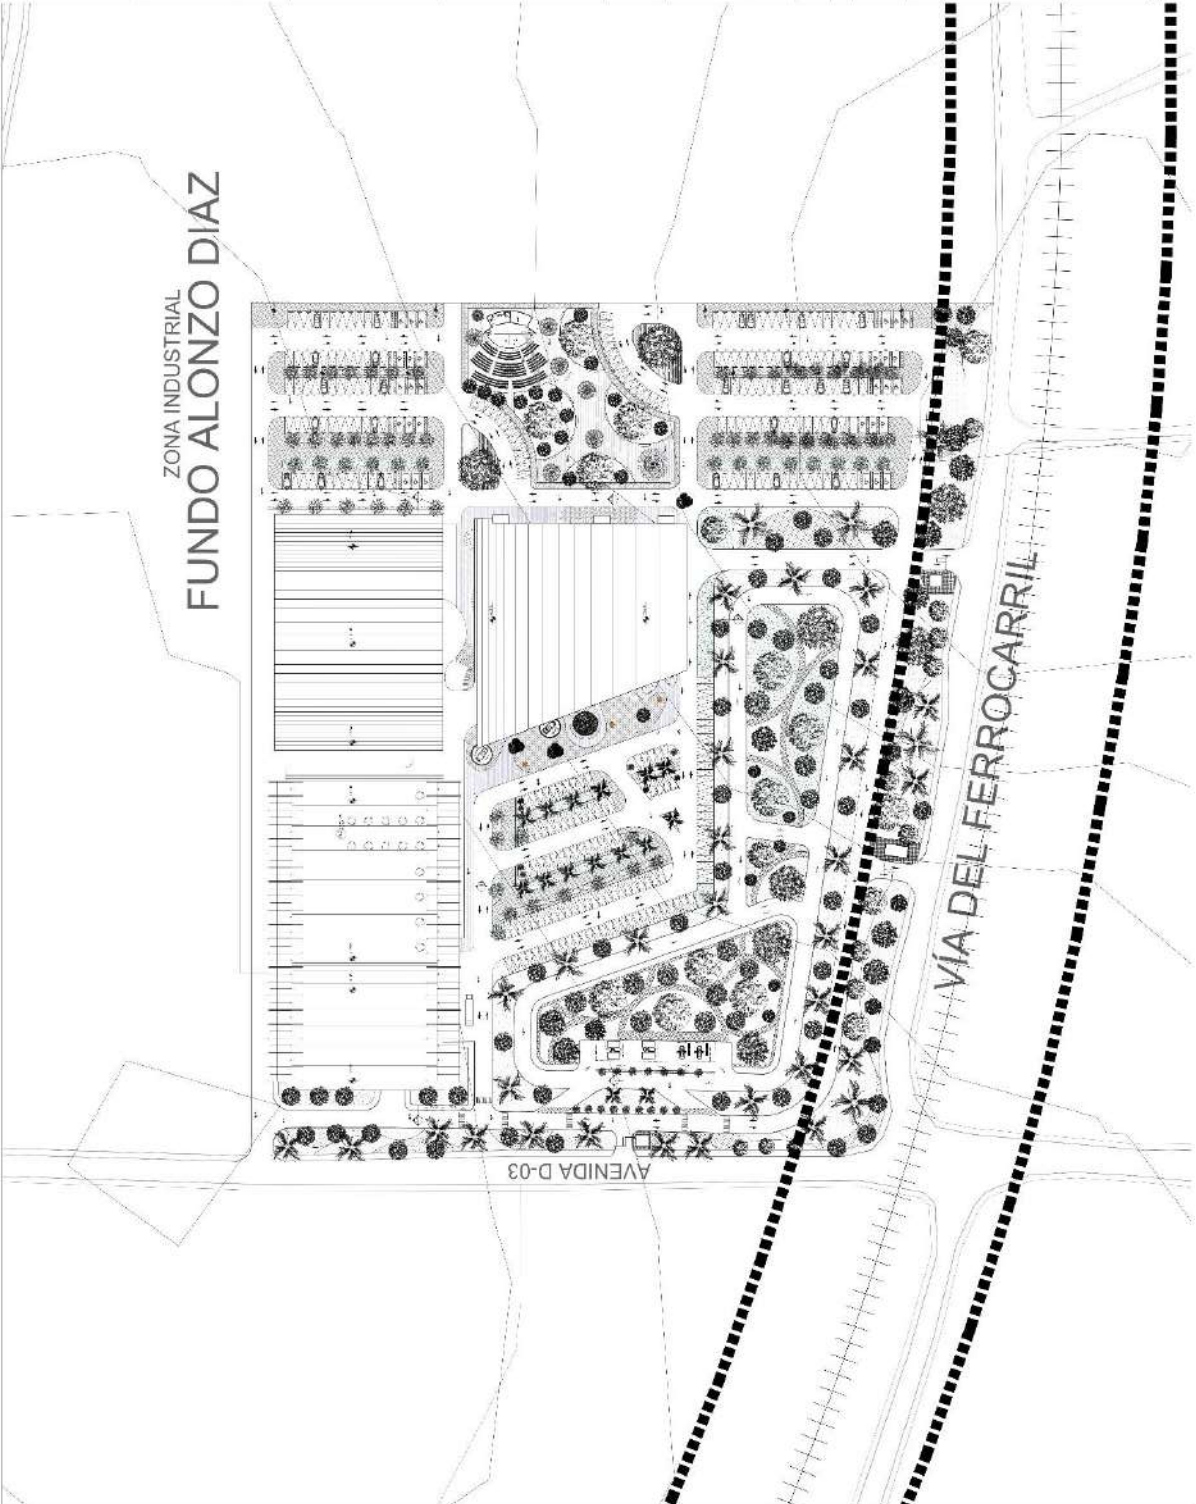 ZONA INDUSTRIAL
FUNDO ALONZO DIAZ
VÍA DEL FERROCARRIL
AVENIDA D-03